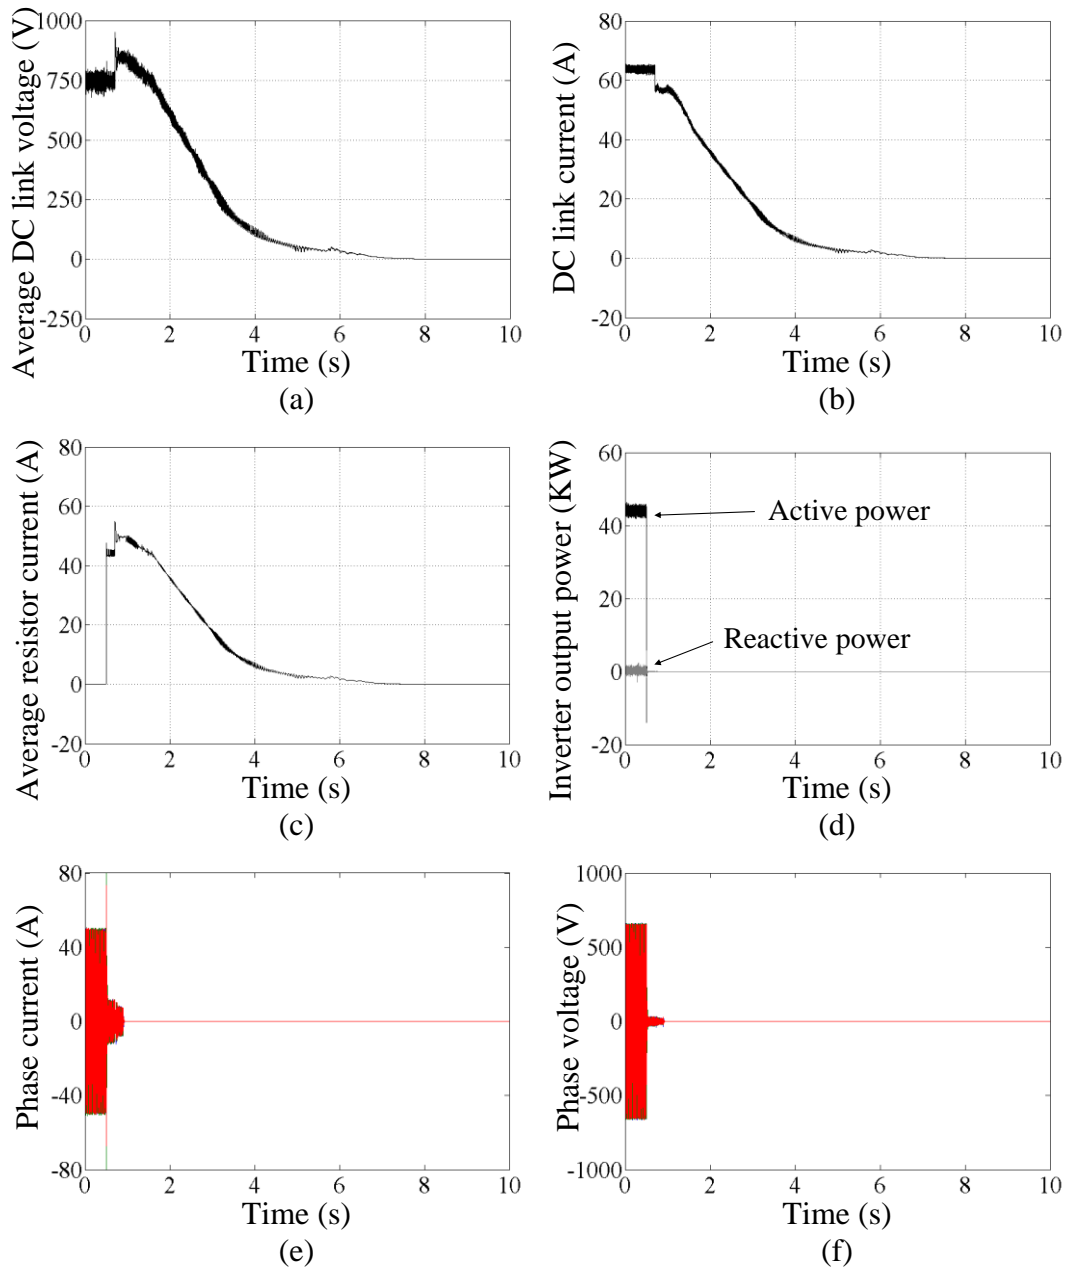 Average DC link voltage (V)
1000
750
500
250
0
-250
0 2 4 6 8 10
Time (s)
(a)
DC link current (A)
80
60
40
20
0
-20
0 2 4 6 8 10
Time (s)
(b)
Average resistor current (A)
80
60
40
20
0
-20
0 2 4 6 8 10
Time (s)
(c)
Inverter output power (KW)
60
40
20
0
-20
Active power
Reactive power
0 2 4 6 8 10
Time (s)
(d)
Phase current (A)
80
40
0
-40
-80
0 2 4 6 8 10
Time (s)
(e)
Phase voltage (V)
1000
500
0
-500
-1000
0 2 4 6 8 10
Time (s)
(f)